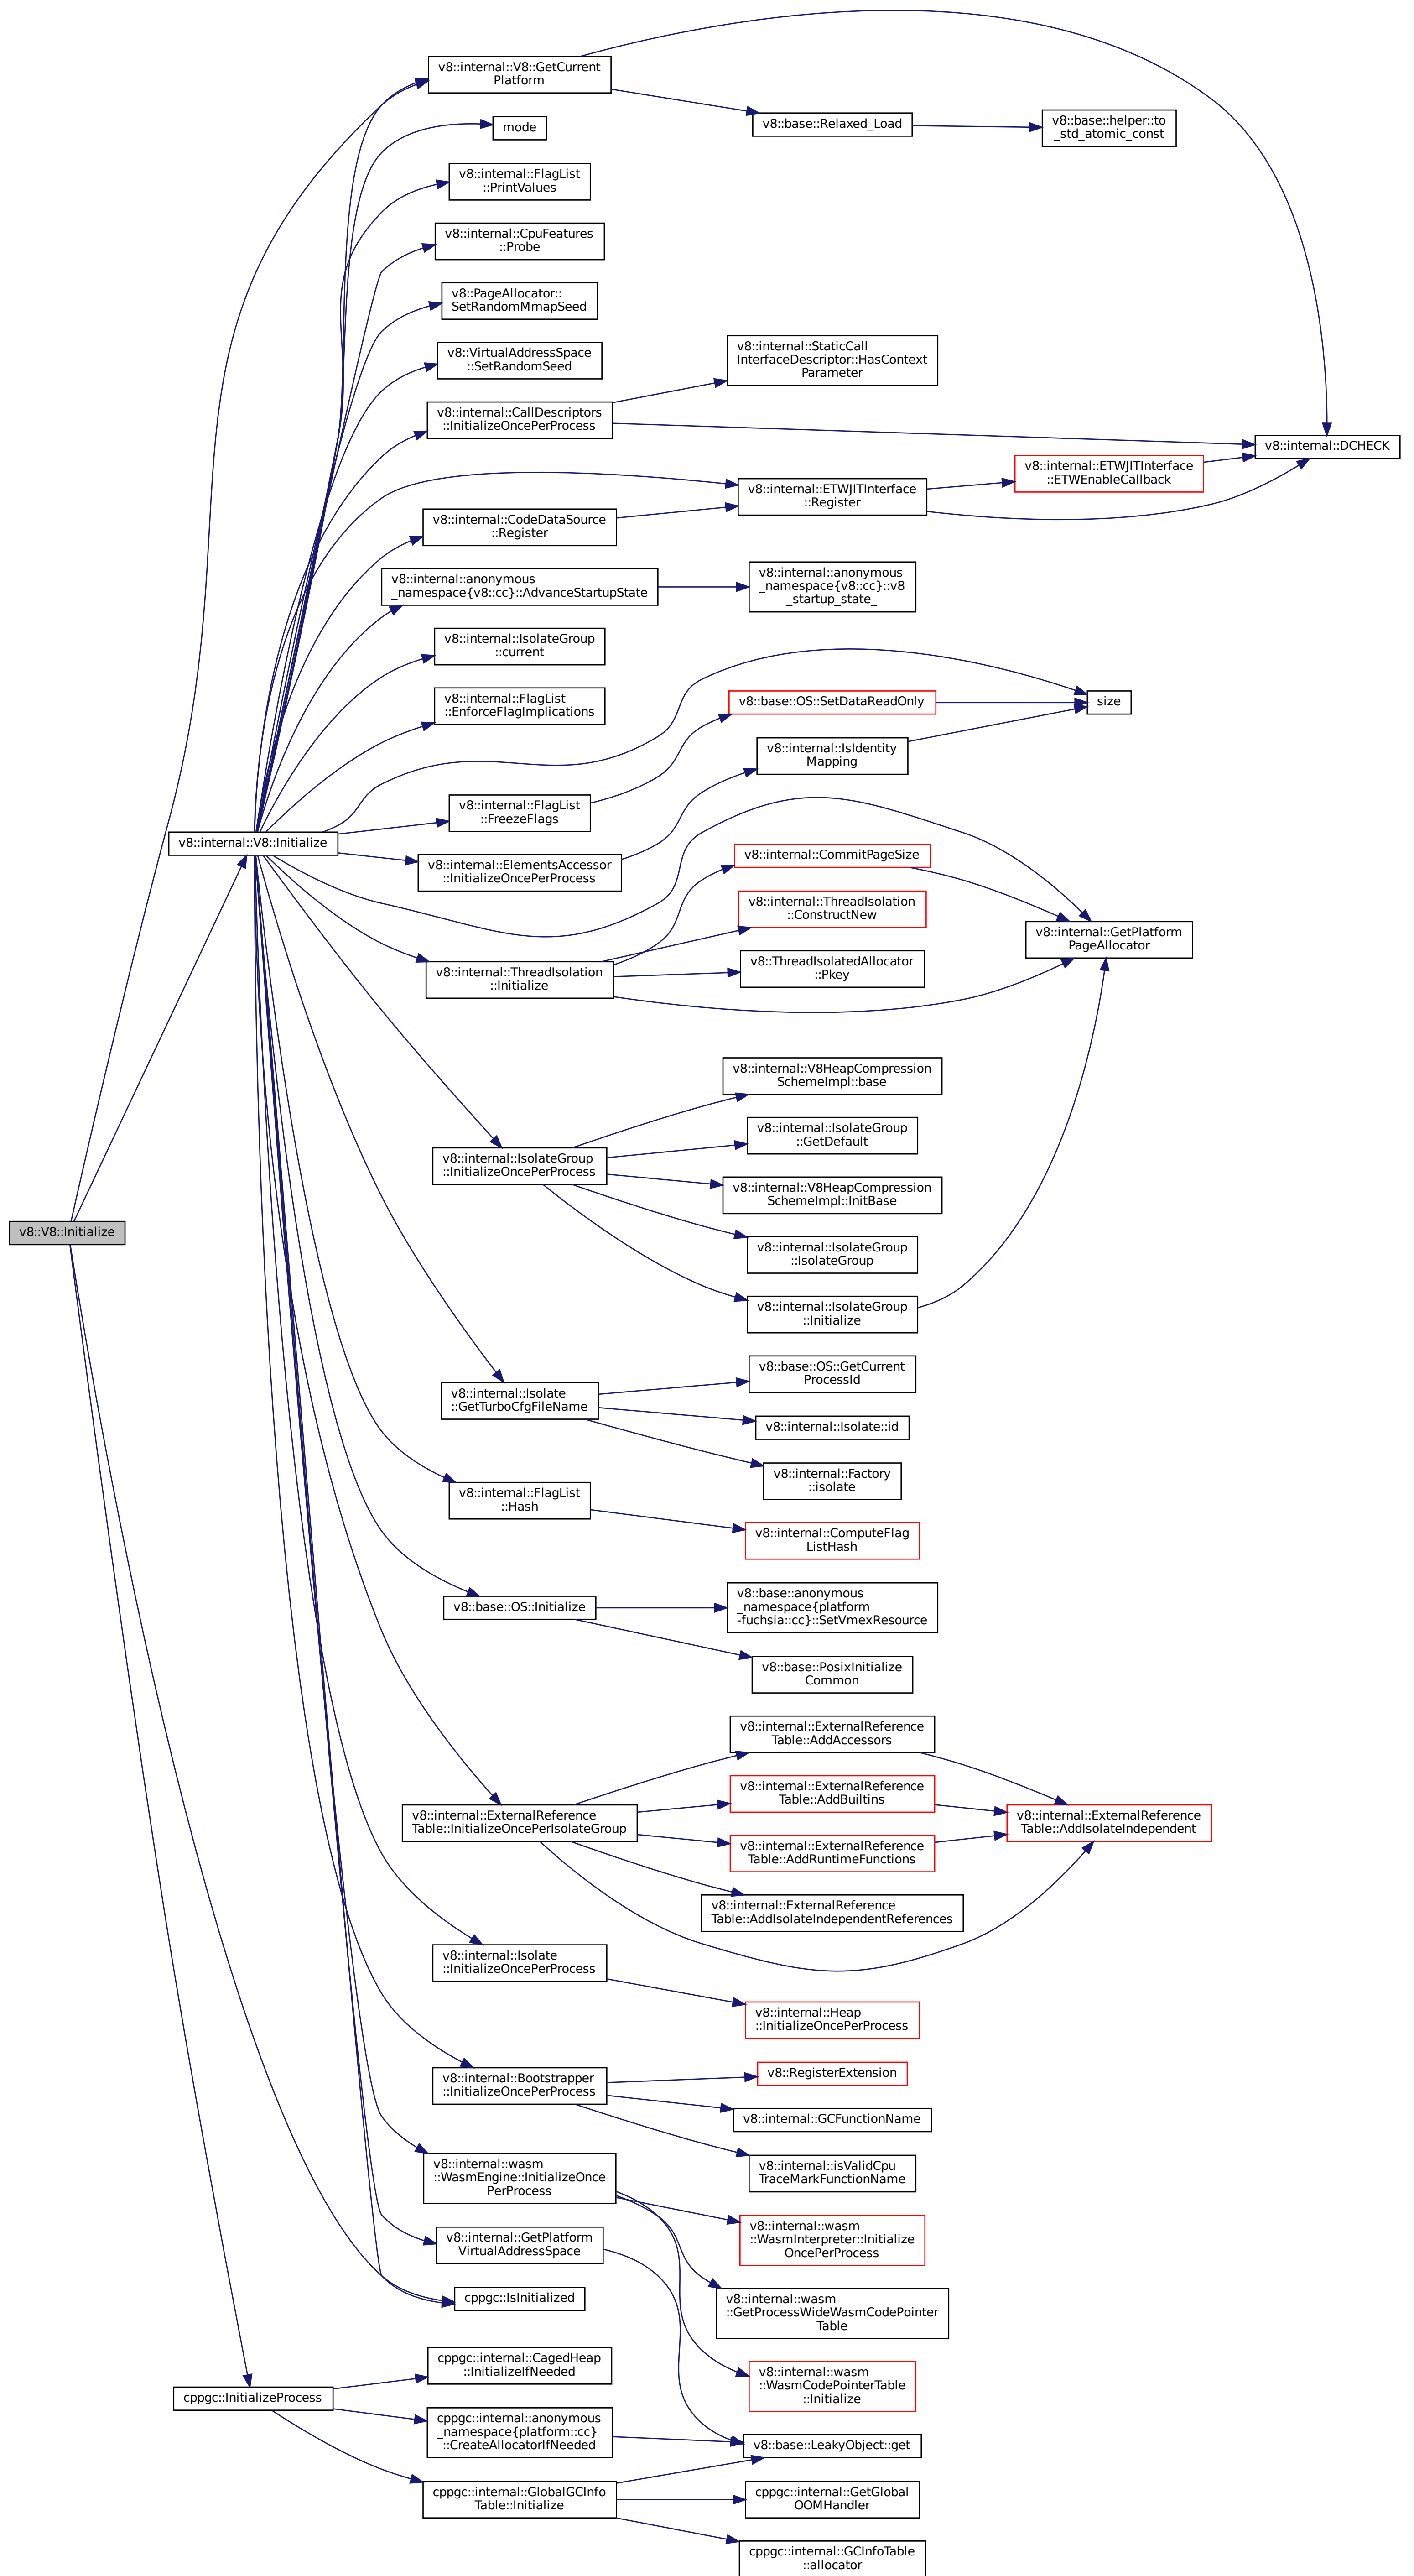 v8::V8::Initialize
v8::internal::V8::Initialize
cppgc::InitializeProcess
v8::internal::V8::GetCurrent
Platform
mode
v8::internal::FlagList
::PrintValues
v8::internal::CpuFeatures
::Probe
v8::PageAllocator::
SetRandomMmapSeed
v8::VirtualAddressSpace
::SetRandomSeed
v8::internal::CallDescriptors
::InitializeOncePerProcess
v8::internal::CodeDataSource
::Register
v8::internal::anonymous
_namespace{v8::cc}::AdvanceStartupState
v8::internal::IsolateGroup
::current
v8::internal::FlagList
::EnforceFlagImplications
v8::internal::FlagList
::FreezeFlags
v8::internal::ElementsAccessor
::InitializeOncePerProcess
v8::internal::ThreadIsolation
::Initialize
v8::internal::IsolateGroup
::InitializeOncePerProcess
v8::internal::Isolate
::GetTurboCfgFileName
v8::internal::FlagList
::Hash
v8::base::OS::Initialize
v8::internal::ExternalReference
Table::InitializeOncePerIsolateGroup
v8::internal::Isolate
::InitializeOncePerProcess
v8::internal::Bootstrapper
::InitializeOncePerProcess
v8::internal::wasm
::WasmEngine::InitializeOnce
PerProcess
v8::internal::GetPlatform
VirtualAddressSpace
cppgc::IsInitialized
cppgc::internal::CagedHeap
::InitializeIfNeeded
cppgc::internal::anonymous
_namespace{platform::cc}
::CreateAllocatorIfNeeded
cppgc::internal::GlobalGCInfo
Table::Initialize
v8::base::Relaxed_Load
v8::internal::StaticCall
InterfaceDescriptor::HasContext
Parameter
v8::internal::ETWJITInterface
::Register
v8::internal::anonymous
_namespace{v8::cc}::v8
_startup_state_
v8::base::OS::SetDataReadOnly
v8::internal::IsIdentity
Mapping
v8::internal::CommitPageSize
v8::internal::ThreadIsolation
::ConstructNew
v8::ThreadIsolatedAllocator
::Pkey
v8::internal::V8HeapCompression
SchemeImpl::base
v8::internal::IsolateGroup
::GetDefault
v8::internal::V8HeapCompression
SchemeImpl::InitBase
v8::internal::IsolateGroup
::IsolateGroup
v8::internal::IsolateGroup
::Initialize
v8::base::OS::GetCurrent
ProcessId
v8::internal::Isolate::id
v8::internal::Factory
::isolate
v8::internal::ComputeFlag
ListHash
v8::base::anonymous
_namespace{platform
-fuchsia::cc}::SetVmexResource
v8::base::PosixInitialize
Common
v8::internal::ExternalReference
Table::AddAccessors
v8::internal::ExternalReference
Table::AddBuiltins
v8::internal::ExternalReference
Table::AddRuntimeFunctions
v8::internal::ExternalReference
Table::AddIsolateIndependentReferences
v8::internal::Heap
::InitializeOncePerProcess
v8::RegisterExtension
v8::internal::GCFunctionName
v8::internal::isValidCpu
TraceMarkFunctionName
v8::internal::wasm
::WasmInterpreter::Initialize
OncePerProcess
v8::internal::wasm
::GetProcessWideWasmCodePointer
Table
v8::internal::wasm
::WasmCodePointerTable
::Initialize
v8::base::LeakyObject::get
cppgc::internal::GetGlobal
OOMHandler
cppgc::internal::GCInfoTable
::allocator
v8::base::helper::to
_std_atomic_const
v8::internal::ETWJITInterface
::ETWEnableCallback
size
v8::internal::GetPlatform
PageAllocator
v8::internal::ExternalReference
Table::AddIsolateIndependent
v8::internal::DCHECK